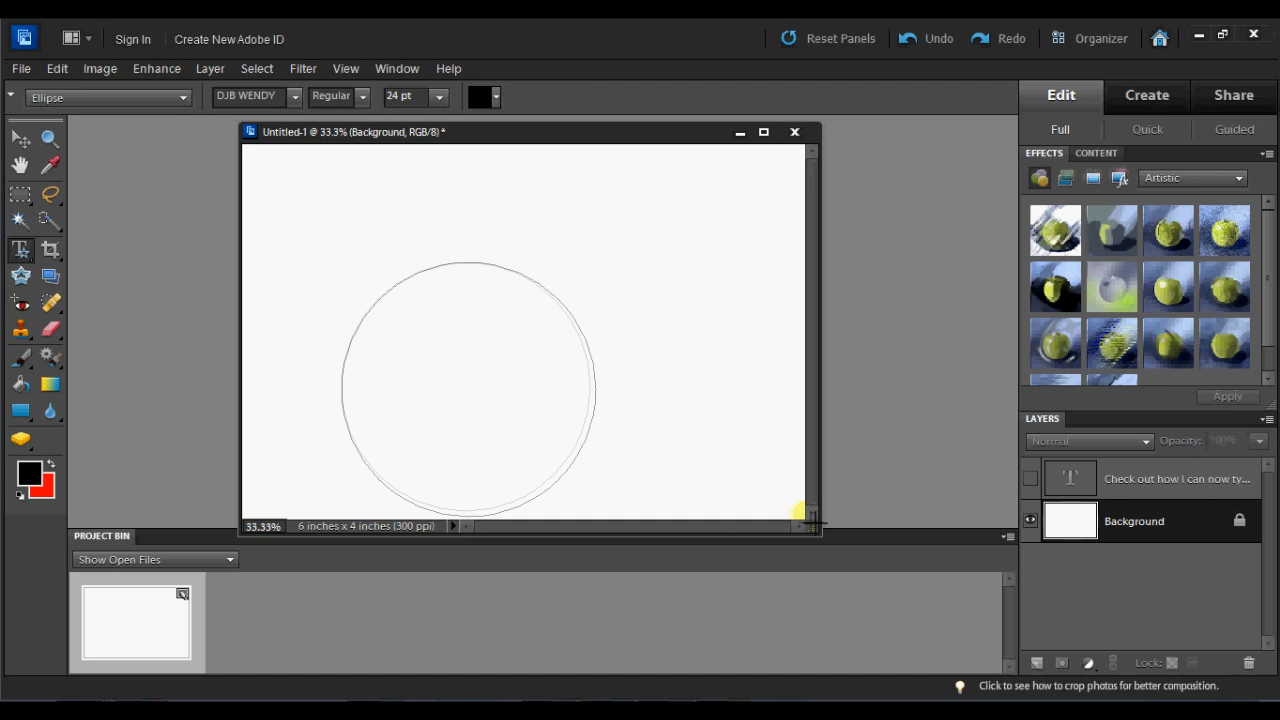 Sign In
Create New Adobe ID
Reset Panels
Undo
Redo
Organizer
File Edit Image Enhance Layer Select Filter View Window Help
Ellipse
DJB WENDY
Regular
24 pt
Edit
Create
Share
Full
Quick
Guided
Untitled-1 @ 33.3% (Background, RGB/8) *
EFFECTS
CONTENT
Artistic
Apply
LAYERS
Normal
Opacity: 100%
T
Check out how I can now ty...
Background
33.33%
6 inches x 4 inches (300 ppi)
PROJECT BIN
Show Open Files
Lock:
Click to see how to crop photos for better composition.